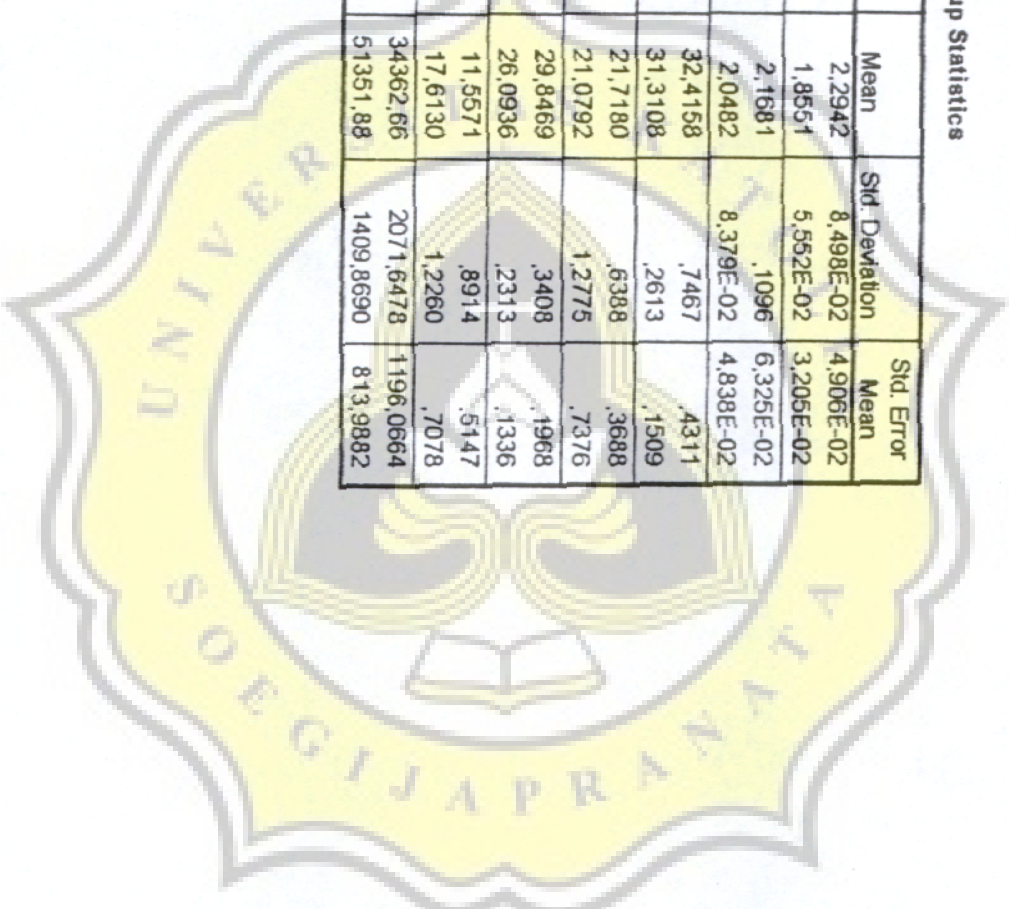 up Statistics
Mean Std. Deviation Std. Error Mean
2,2942 8,498E-02 4,906E-02
1,8551 5,552E-02 3,205E-02
2,1681 ,1096 6,325E-02
2,0482 8,379E-02 4,838E-02
32,4158 ,7467 ,4311
31,3108 ,2613 ,1509
21,7180 ,6388 ,3688
21,0792 1,2775 ,7376
29,8469 ,3408 ,1968
26,0936 ,2313 ,1336
11,5571 ,8914 ,5147
17,6130 1,2260 ,7078
34362,66 2071,6478 1196,0664
51351,88 1409,8690 813,9882
SOEGIJAPRANATA